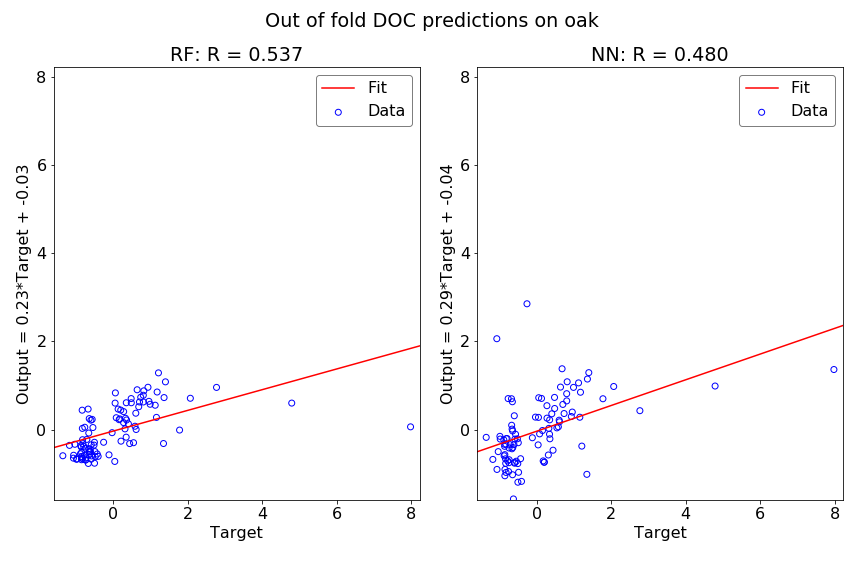 Out of fold DOC predictions on oak
RF: R = 0.537
NN: R = 0.480
Output = 0.23*Target + -0.03
8
6
4
2
0
Fit
Data
0 2 4 6 8
Target
Output = 0.29*Target + -0.04
8
6
4
2
0
Fit
Data
0 2 4 6 8
Target